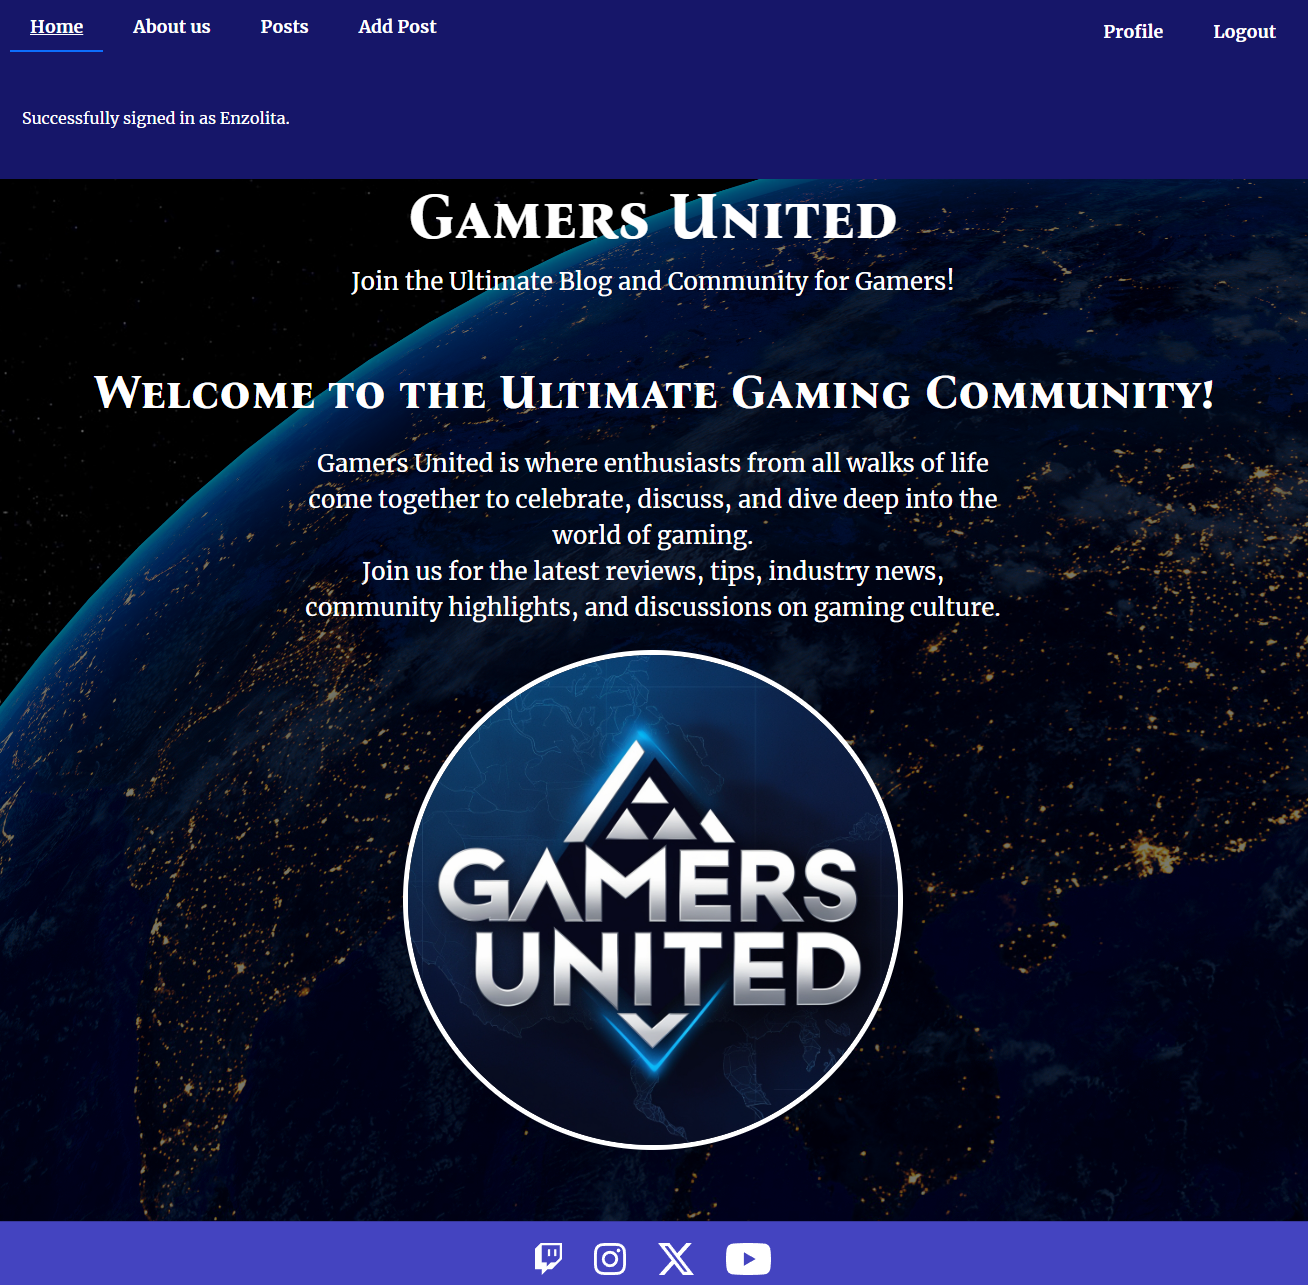 Home About us Posts Add Post Profile Logout
Successfully signed in as Enzolita.
Gamers United
Join the Ultimate Blog and Community for Gamers!
Welcome to the Ultimate Gaming Community!
Gamers United is where enthusiasts from all walks of life
come together to celebrate, discuss, and dive deep into the
world of gaming.
Join us for the latest reviews, tips, industry news,
community highlights, and discussions on gaming culture.
GAMERS
UNITED